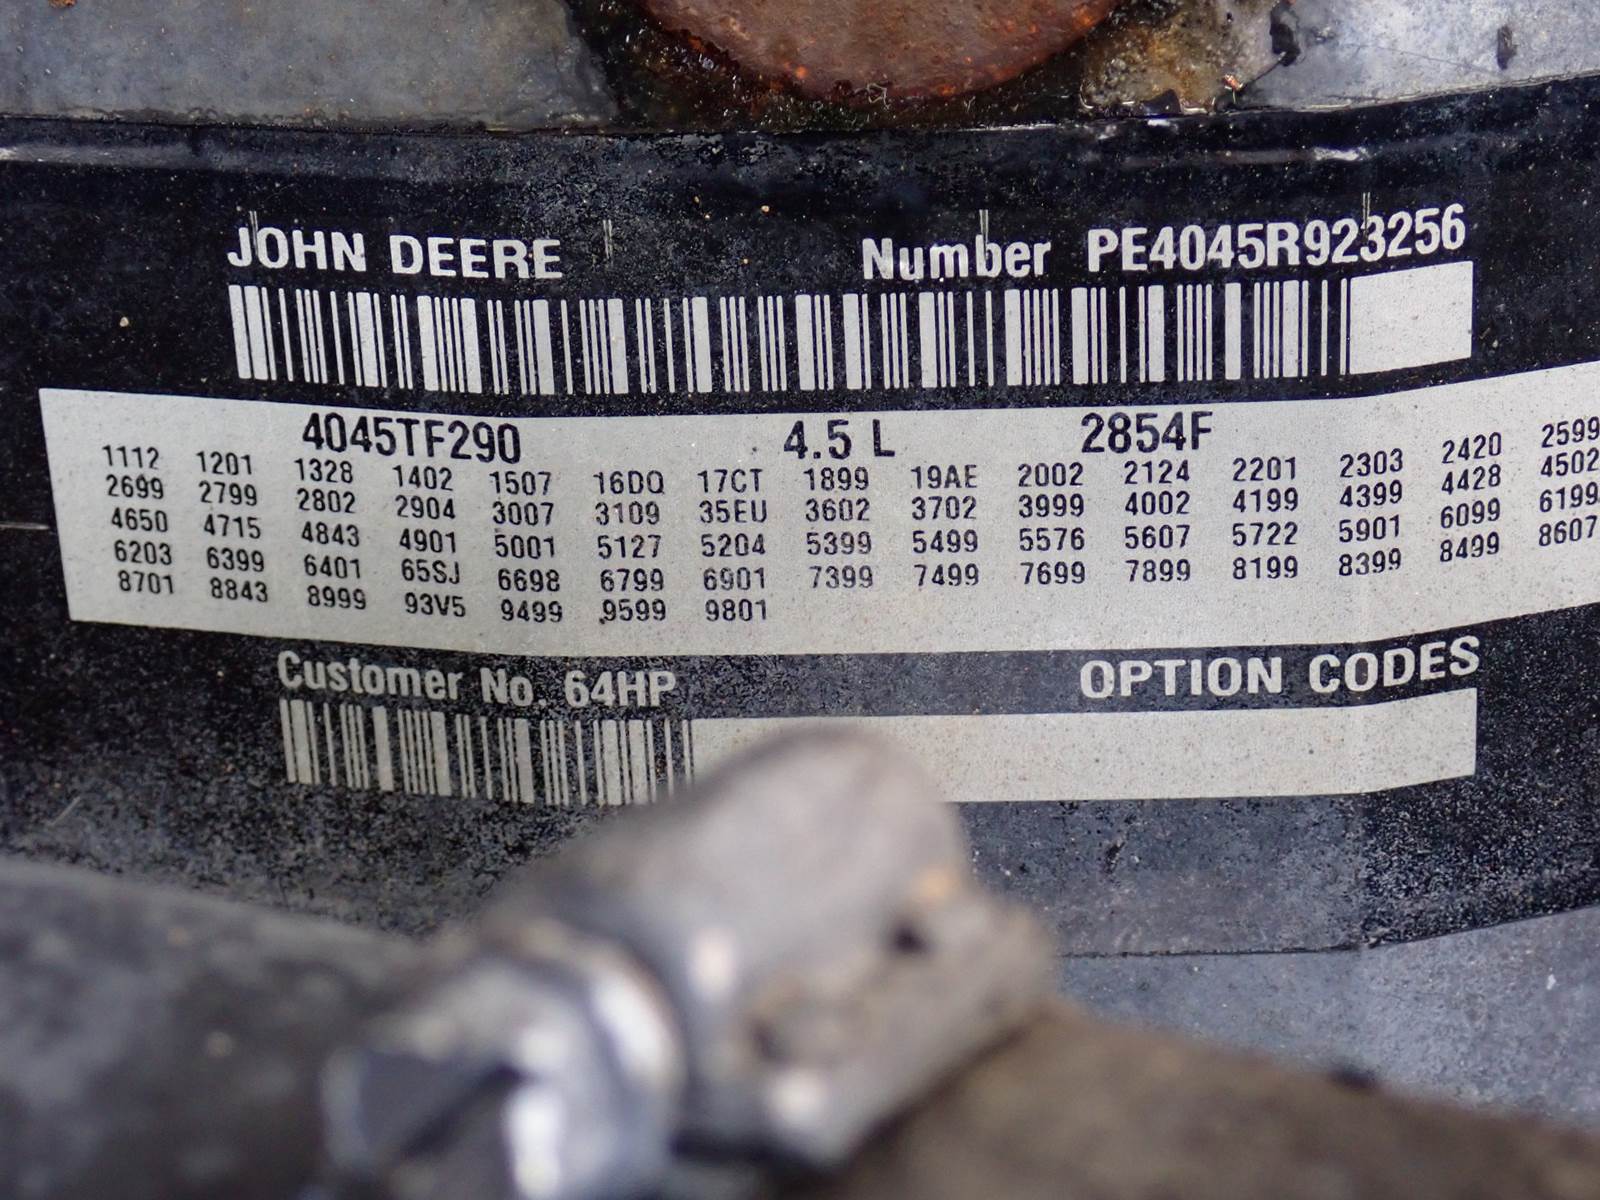 JOHN DEERE Number PE4045R923256
4045TF290 4.5 L 2854F
1112 1201 1328 1402 1507 16DQ 17CT 1899 19AE 2002 2124 2201 2303 2420 2599
2699 2799 2802 2904 3007 3109 35EU 3602 3702 3999 4002 4199 4399 4428 4502
4650 4715 4843 4901 5001 5127 5204 5399 5499 5576 5607 5722 5901 6099 6199
6203 6399 6401 65SJ 6698 6799 6901 7399 7499 7699 7899 8199 8399 8499 8607
8701 8843 8999 93V5 9499 9599 9801
Customer No. 64HP OPTION CODES